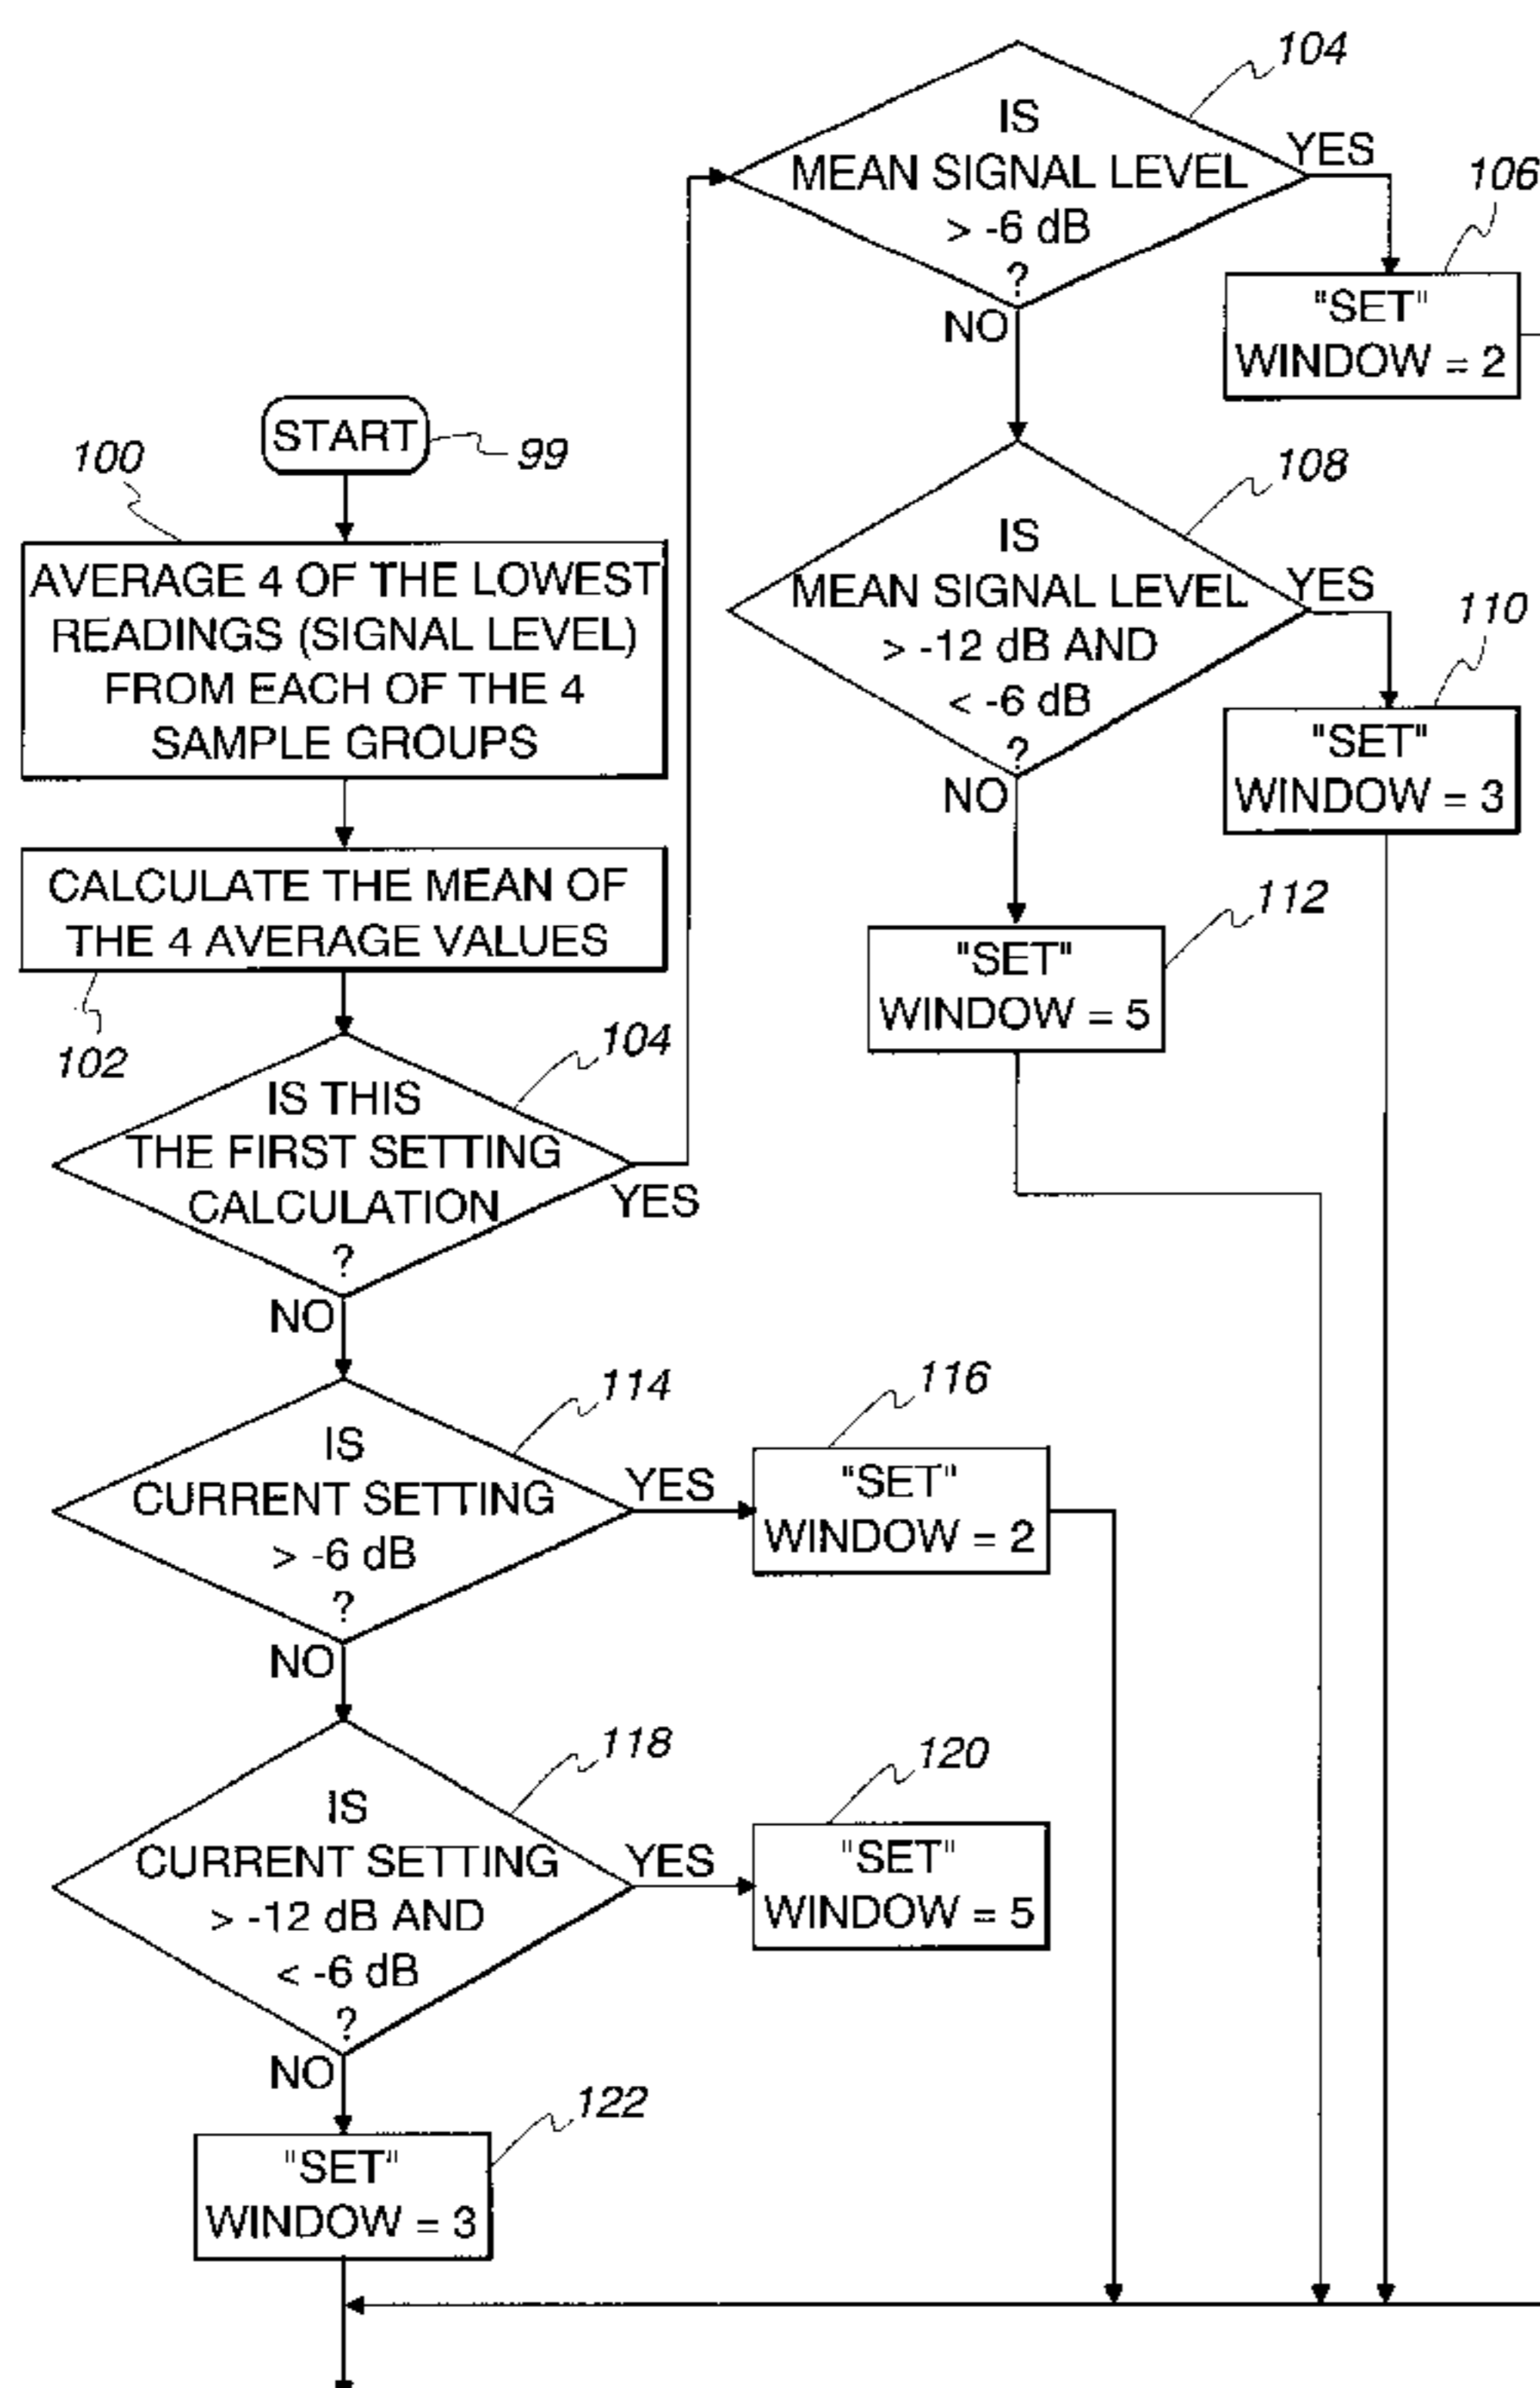 START
99
100
AVERAGE 4 OF THE LOWEST
READINGS (SIGNAL LEVEL)
FROM EACH OF THE 4
SAMPLE GROUPS
CALCULATE THE MEAN OF
THE 4 AVERAGE VALUES
102
104
IS THIS
THE FIRST SETTING
CALCULATION
?
YES
NO
114
IS
CURRENT SETTING
> -6 dB
?
YES
NO
116
"SET"
WINDOW = 2
118
IS
CURRENT SETTING
> -12 dB AND
< -6 dB
?
YES
NO
120
"SET"
WINDOW = 5
122
"SET"
WINDOW = 3
104
IS
MEAN SIGNAL LEVEL
> -6 dB
?
YES
NO
106
"SET"
WINDOW = 2
108
IS
MEAN SIGNAL LEVEL
> -12 dB AND
< -6 dB
?
YES
NO
110
"SET"
WINDOW = 3
112
"SET"
WINDOW = 5